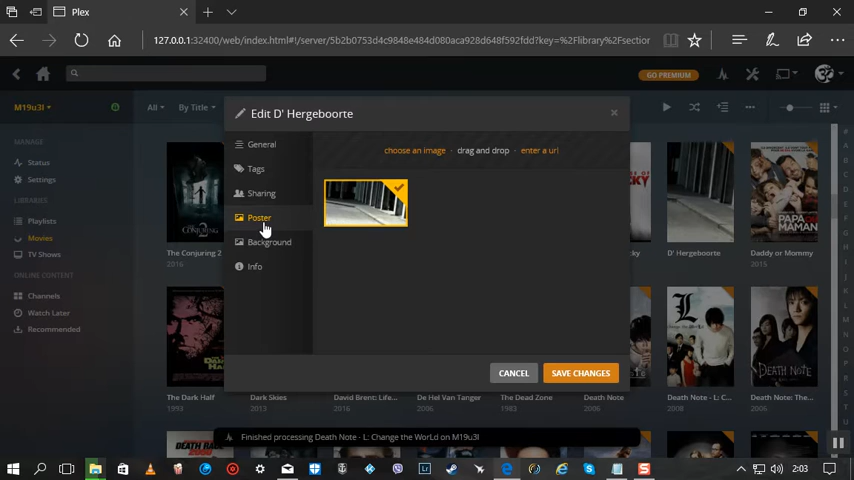 Plex
127.0.0.1:32400/web/index.html#!/server/5b2b0753d4c9848e484d080aca928d648f592fdd?key=%2Flibrary%2Fsection
GO PREMIUM
M19u3l
All
By Title
Edit D' Hergeboorte
MANAGE
Status
Settings
LIBRARIES
Playlists
Movies
TV Shows
ONLINE CONTENT
Channels
Watch Later
Recommended
General
Tags
Sharing
Poster
Background
Info
choose an image
drag and drop
enter a url
CANCEL
SAVE CHANGES
PAPA OU
MAMAN
The Conjuring 2
2016
D' Hergeboorte
Daddy or Mommy
2015
DEATH NOTE
The Dark Half
1993
Dark Skies
2013
David Brent: Life...
2016
De Hel Van Tanger
2006
The Dead Zone
1983
Death Note
2006
Death Note - L: C...
2008
Death Note: The...
2006
Finished processing Death Note - L: Change the WorLd on M19u3l
#
A
B
C
D
E
F
G
H
I
J
K
L
M
N
O
P
Q
R
S
T
U
2:03